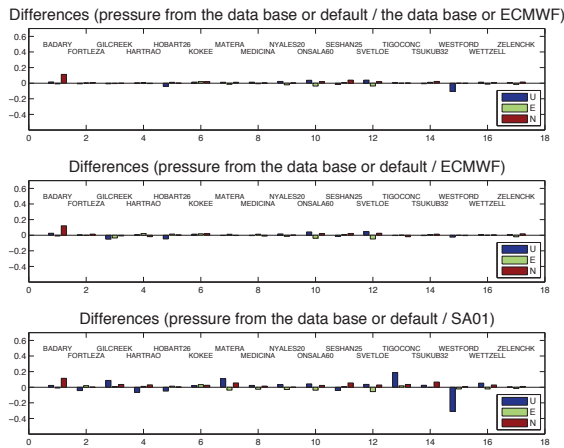 Differences (pressure from the data base or default / the data base or ECMWF)
0.6
BADARY GILCREEK HOBART26 MATERA NYALES20 SESHAN25 TIGOCONC WESTFORD ZELENCHK
0.4
FORTLEZA HARTRAO KOKEE MEDICINA ONSALA60 SVETLOE TSUKUB32 WETTZELL
0.2
0
−0.2
U
E
−0.4
N
0 2 4 6 8 10 12 14 16 18
Differences (pressure from the data base or default / ECMWF)
0.6
BADARY GILCREEK HOBART26 MATERA NYALES20 SESHAN25 TIGOCONC WESTFORD ZELENCHK
0.4
FORTLEZA HARTRAO KOKEE MEDICINA ONSALA60 SVETLOE TSUKUB32 WETTZELL
0.2
0
−0.2
U
E
−0.4
N
0 2 4 6 8 10 12 14 16 18
Differences (pressure from the data base or default / SA01)
0.6
BADARY GILCREEK HOBART26 MATERA NYALES20 SESHAN25 TIGOCONC WESTFORD ZELENCHK
0.4
FORTLEZA HARTRAO KOKEE MEDICINA ONSALA60 SVETLOE TSUKUB32 WETTZELL
0.2
0
−0.2
U
E
−0.4
N
0 2 4 6 8 10 12 14 16 18